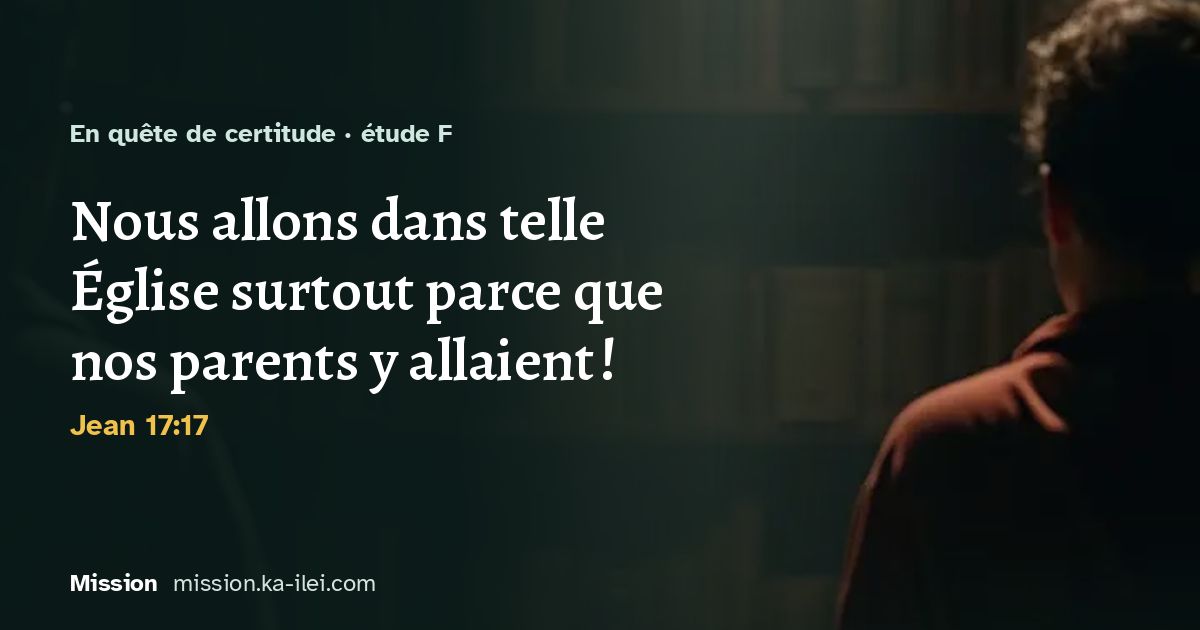 En quête de certitude · étude F
Nous allons dans telle
Église surtout parce que
nos parents y allaient !
Jean 17:17
Mission mission.ka-ilei.com